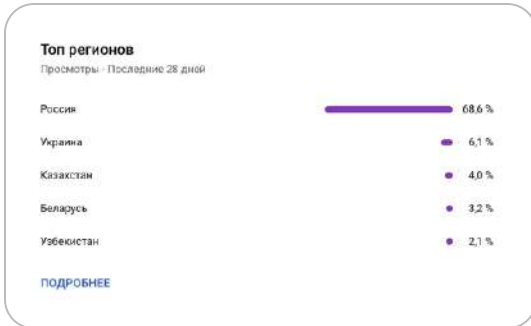 Топ регионов
Просмотры · Последние 28 дней
Россия 68,6 %
Украина 6,1 %
Казахстан 4,0 %
Беларусь 3,2 %
Узбекистан 2,1 %
ПОДРОБНЕЕ